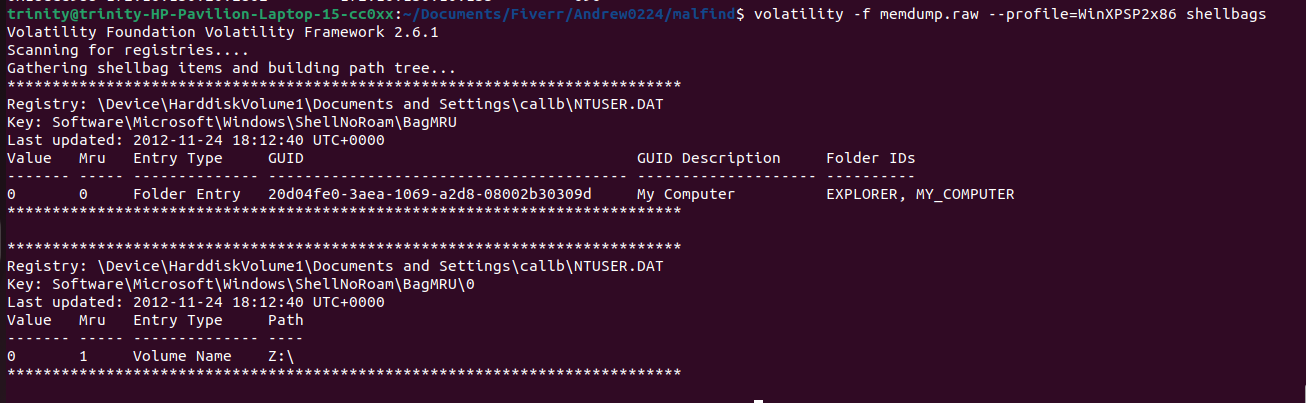 trinity@trinity-HP-Pavilion-Laptop-15-cc0xx:~/Documents/Fiverr/Andrew0224/malfind$ volatility -f memdump.raw --profile=WinXPSP2x86 shellbags
Volatility Foundation Volatility Framework 2.6.1
Scanning for registries....
Gathering shellbag items and building path tree...
***************************************************************************
Registry: \Device\HarddiskVolume1\Documents and Settings\callb\NTUSER.DAT
Key: Software\Microsoft\Windows\ShellNoRoam\BagMRU
Last updated: 2012-11-24 18:12:40 UTC+0000
Value   Mru   Entry Type     GUID                                     GUID Description     Folder IDs
------- ----- -------------- ---------------------------------------- -------------------- ----------
0       0     Folder Entry   20d04fe0-3aea-1069-a2d8-08002b30309d     My Computer          EXPLORER, MY_COMPUTER
***************************************************************************
***************************************************************************
Registry: \Device\HarddiskVolume1\Documents and Settings\callb\NTUSER.DAT
Key: Software\Microsoft\Windows\ShellNoRoam\BagMRU\0
Last updated: 2012-11-24 18:12:40 UTC+0000
Value   Mru   Entry Type     Path
------- ----- -------------- ----
0       1     Volume Name    Z:\
***************************************************************************